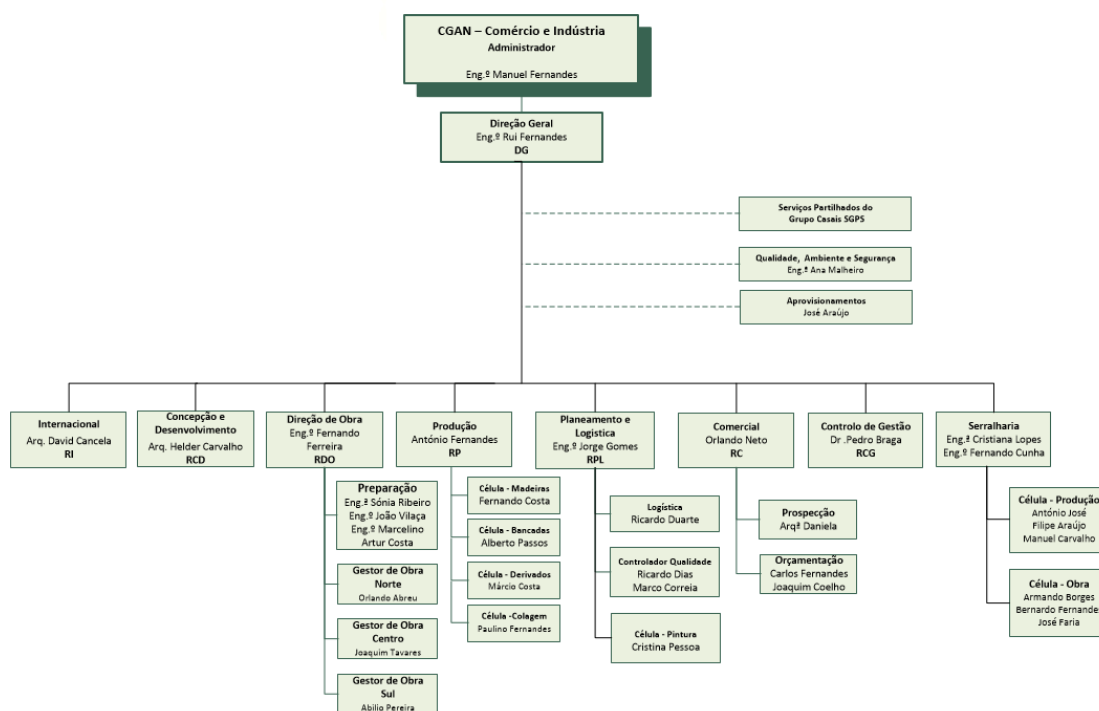 CGAN – Comércio e Indústria
Administrador
Eng.º Manuel Fernandes
Direção Geral
Eng.º Rui Fernandes
DG
Serviços Partilhados do
Grupo Casais SGPS
Qualidade, Ambiente e Segurança
Eng.ª Ana Malheiro
Aprovisionamentos
José Araújo
Internacional
Arq. David Cancela
RI
Concepção e
Desenvolvimento
Arq. Helder Carvalho
RCD
Direção de Obra
Eng.º Fernando
Ferreira
RDO
Preparação
Eng.ª Sónia Ribeiro
Eng.º João Vilaça
Eng.º Marcelino
Artur Costa
Gestor de Obra
Norte
Orlando Abreu
Gestor de Obra
Centro
Joaquim Tavares
Gestor de Obra
Sul
Abilio Pereira
Produção
António Fernandes
RP
Célula - Madeiras
Fernando Costa
Célula - Bancadas
Alberto Passos
Célula - Derivados
Márcio Costa
Célula -Colagem
Paulino Fernandes
Planeamento e
Logistica
Eng.º Jorge Gomes
RPL
Logística
Ricardo Duarte
Controlador Qualidade
Ricardo Dias
Marco Correia
Célula - Pintura
Cristina Pessoa
Comercial
Orlando Neto
RC
Prospecção
Arqª Daniela
Orçamentação
Carlos Fernandes
Joaquim Coelho
Controlo de Gestão
Dr .Pedro Braga
RCG
Serralharia
Eng.ª Cristiana Lopes
Eng.º Fernando Cunha
Célula - Produção
António José
Filipe Araújo
Manuel Carvalho
Célula - Obra
Armando Borges
Bernardo Fernande
José Faria